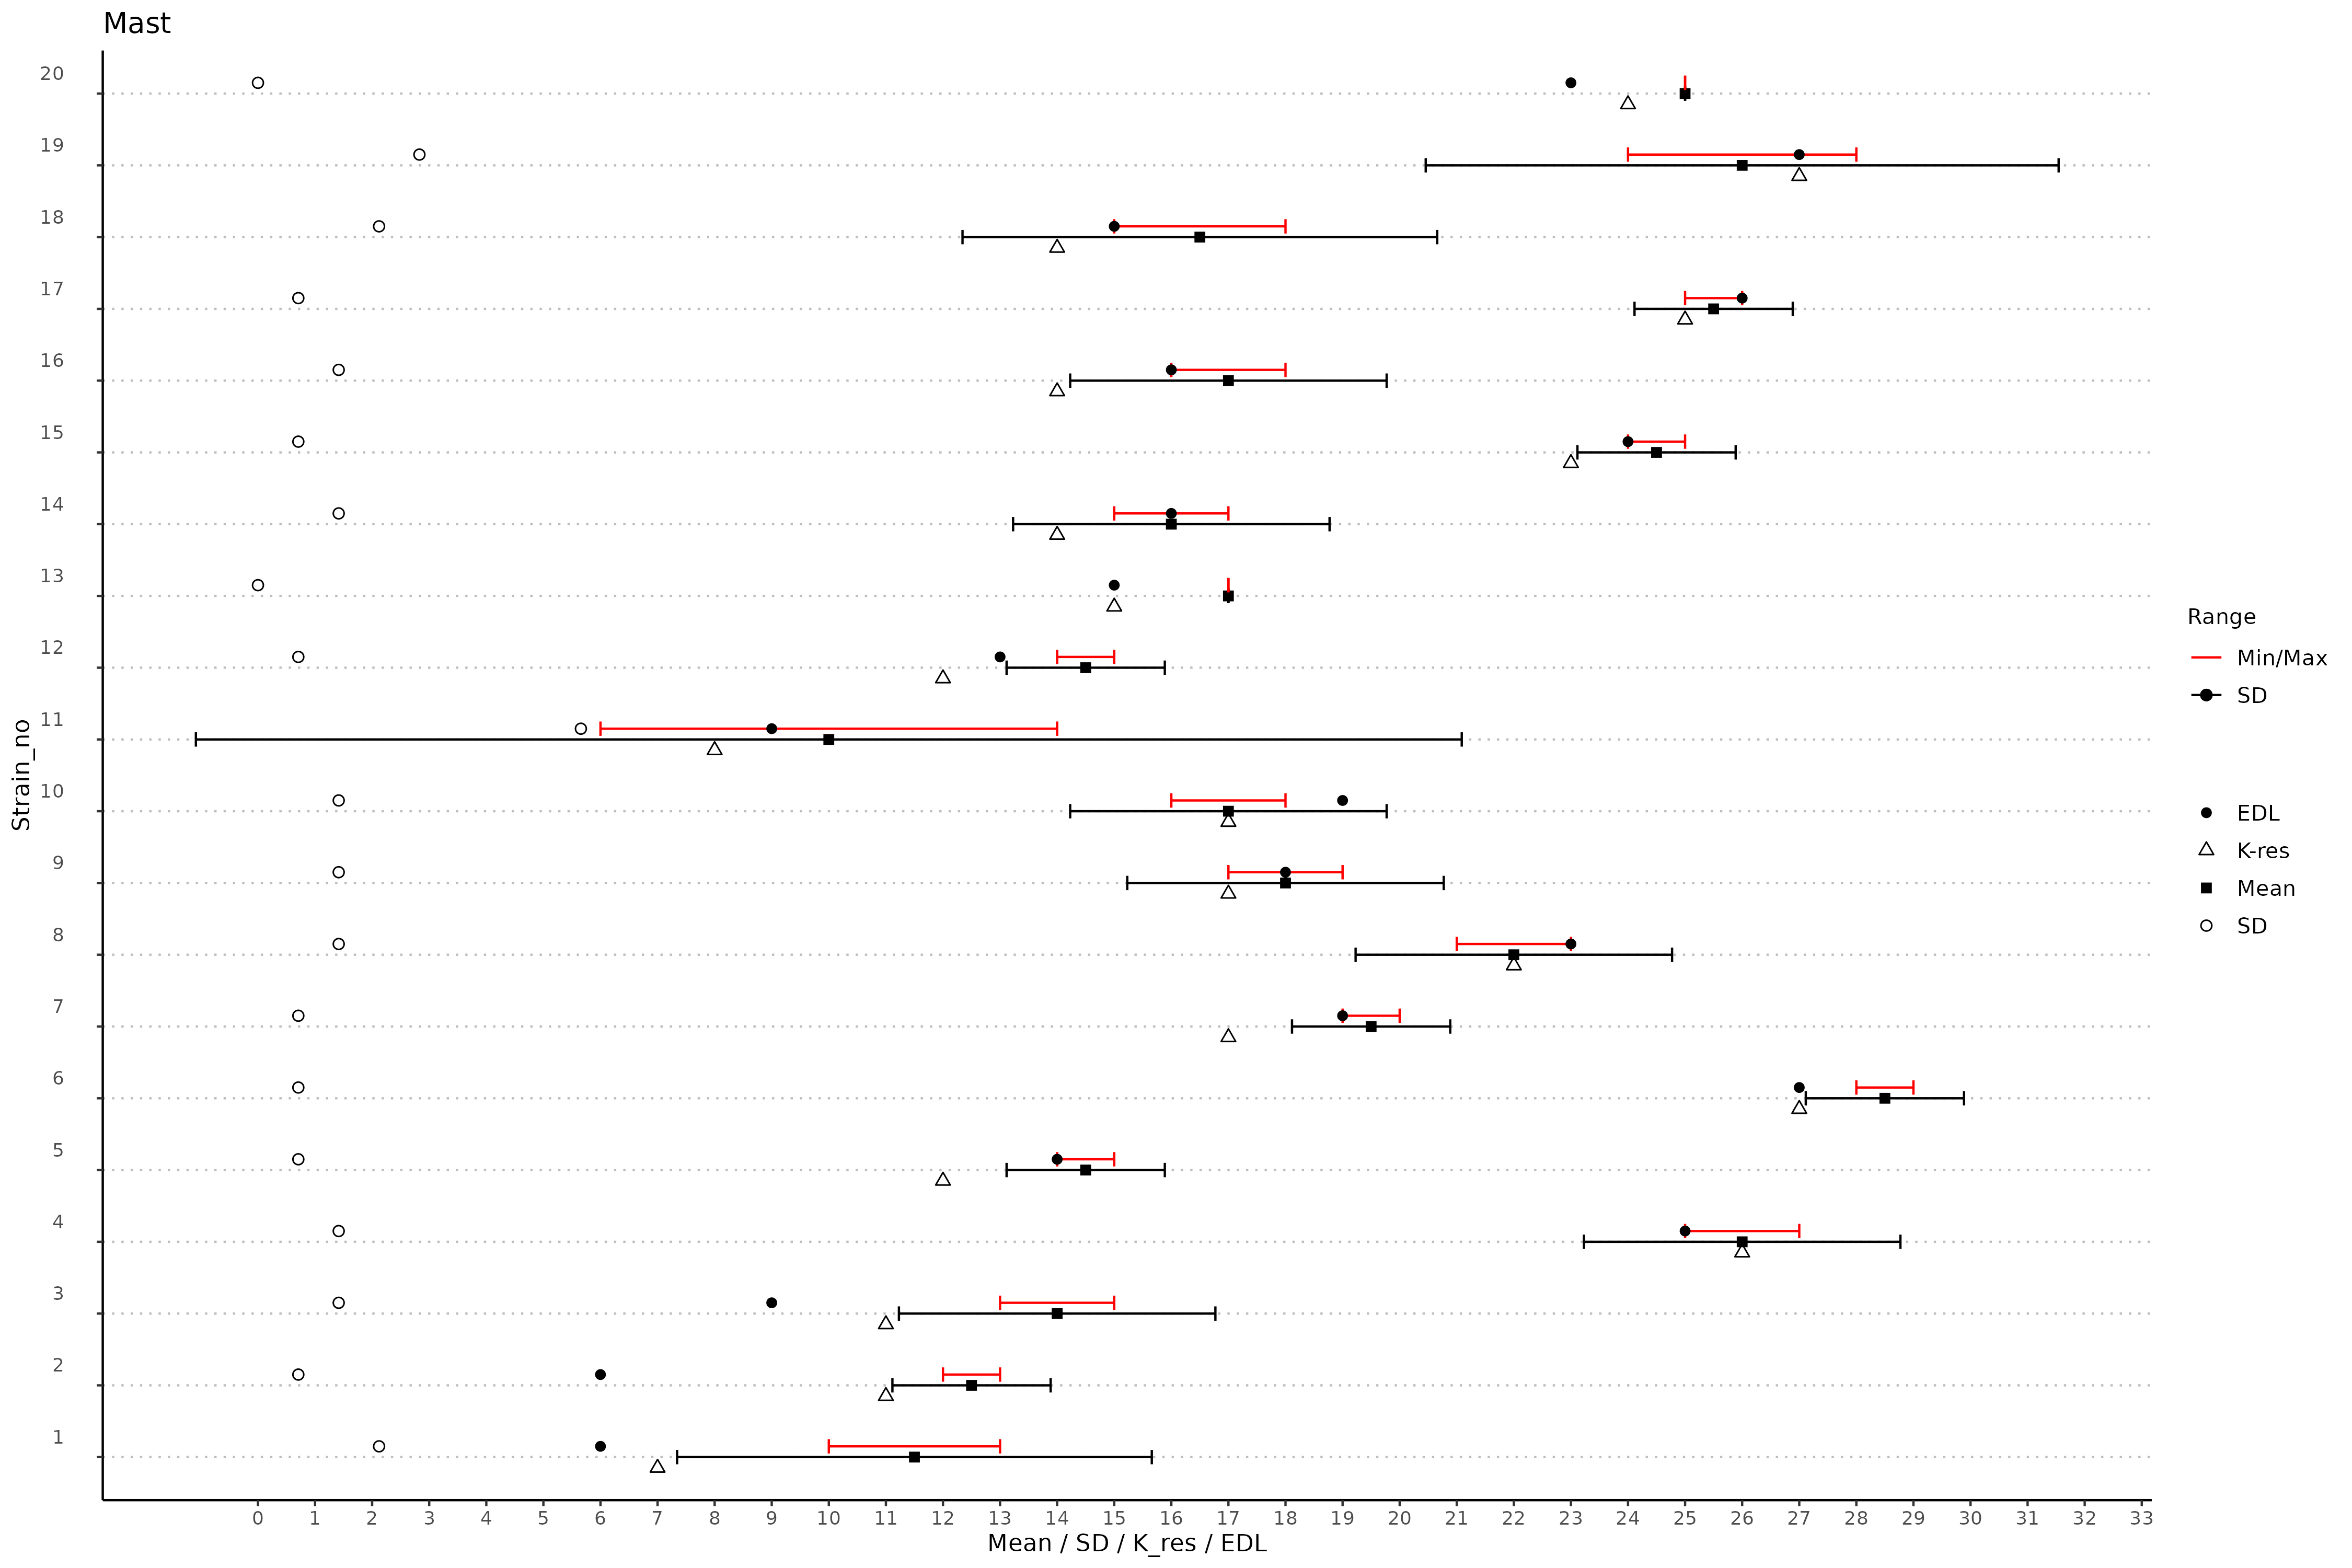 Mast
20
19
18
17
16
15
14
13
12
11
10
9
8
7
6
5
4
3
2
1
Strain_no
0 1 2 3 4 5 6 7 8 9 10 11 12 13 14 15 16 17 18 19 20 21 22 23 24 25 26 27 28 29 30 31 32 33
Mean / SD / K_res / EDL
Range
Min/Max
SD
EDL
K-res
Mean
SD